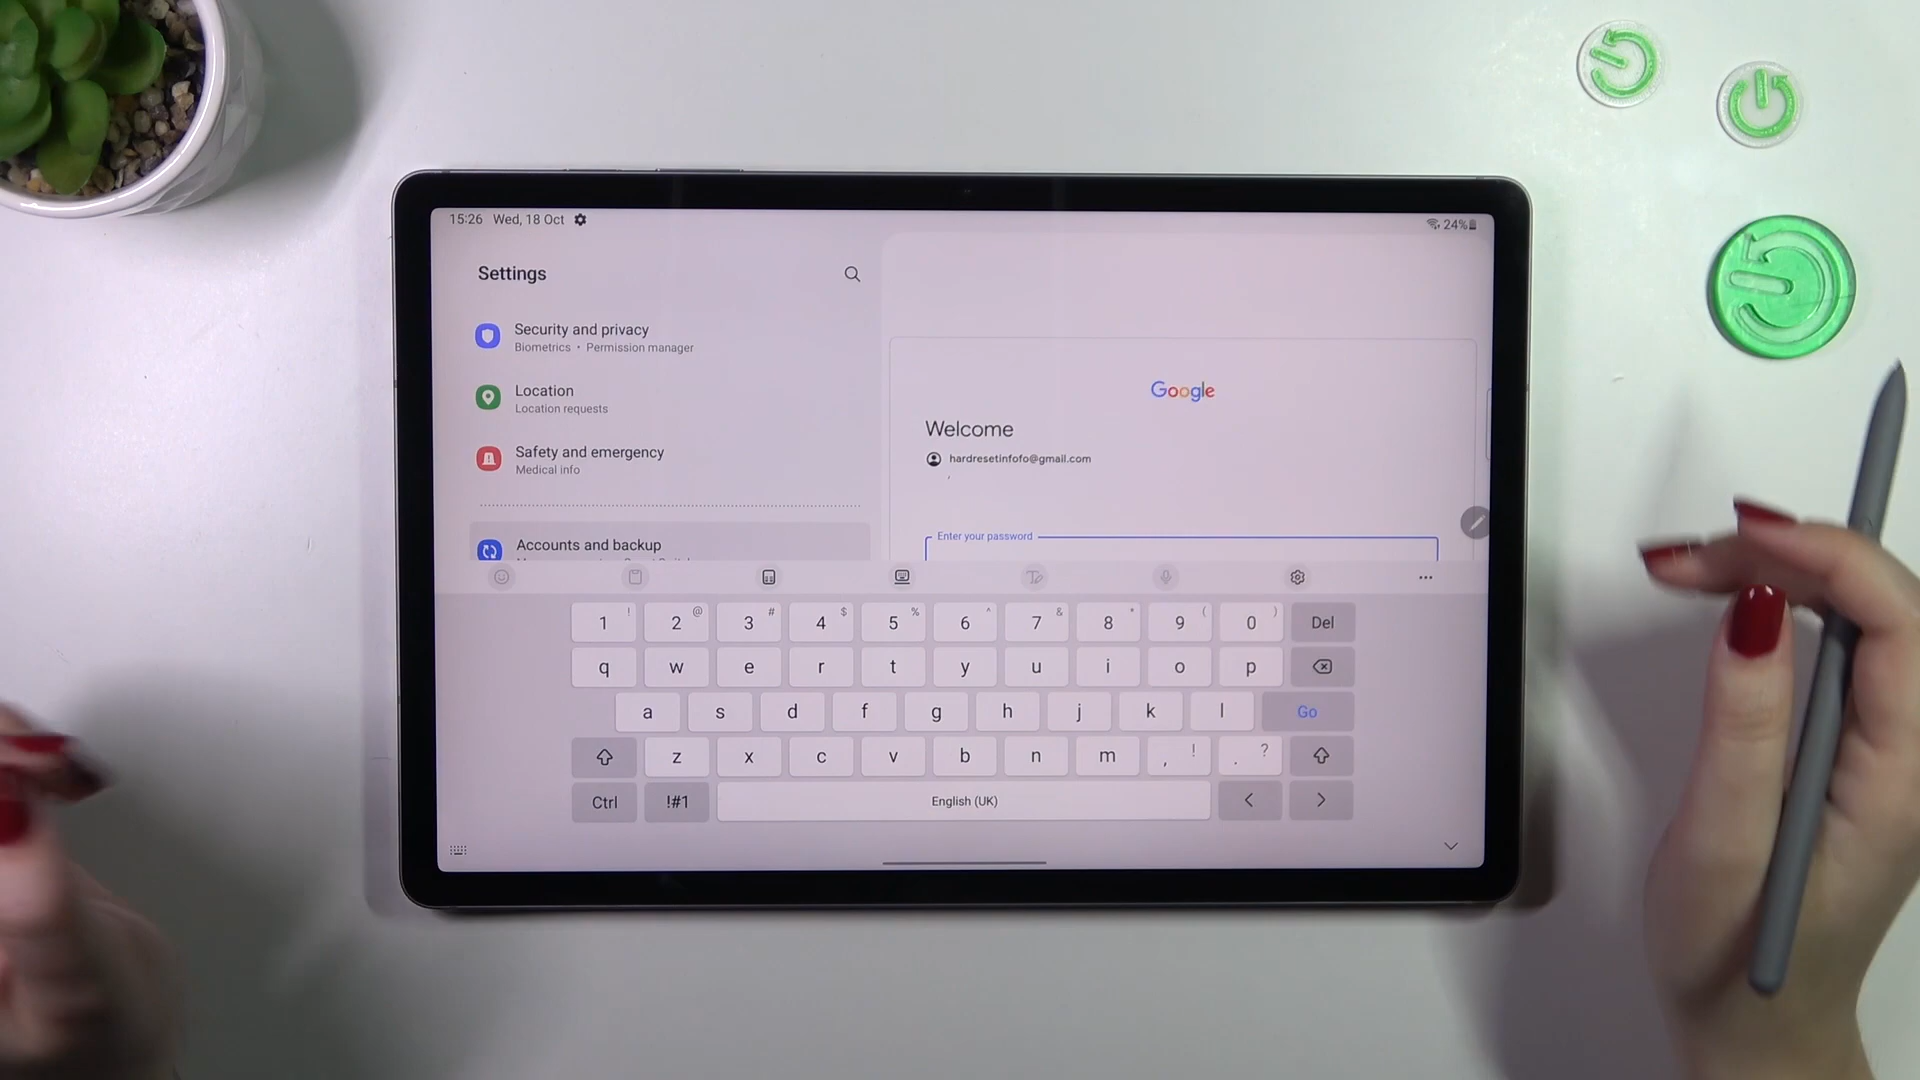 15:26 Wed, 18 Oct
24%
Settings
Security and privacy
Biometrics • Permission manager
Location
Location requests
Safety and emergency
Medical info
Accounts and backup
Google
Welcome
hardresetinfofo@gmail.com
Enter your password
1 ! 2 @ 3 # 4 $ 5 % 6 ^ 7 & 8 * 9 ( 0 ) Del
q w e r t y u i o p
a s d f g h j k l Go
z x c v b n m , ! . ?
Ctrl !#1 English (UK) < >